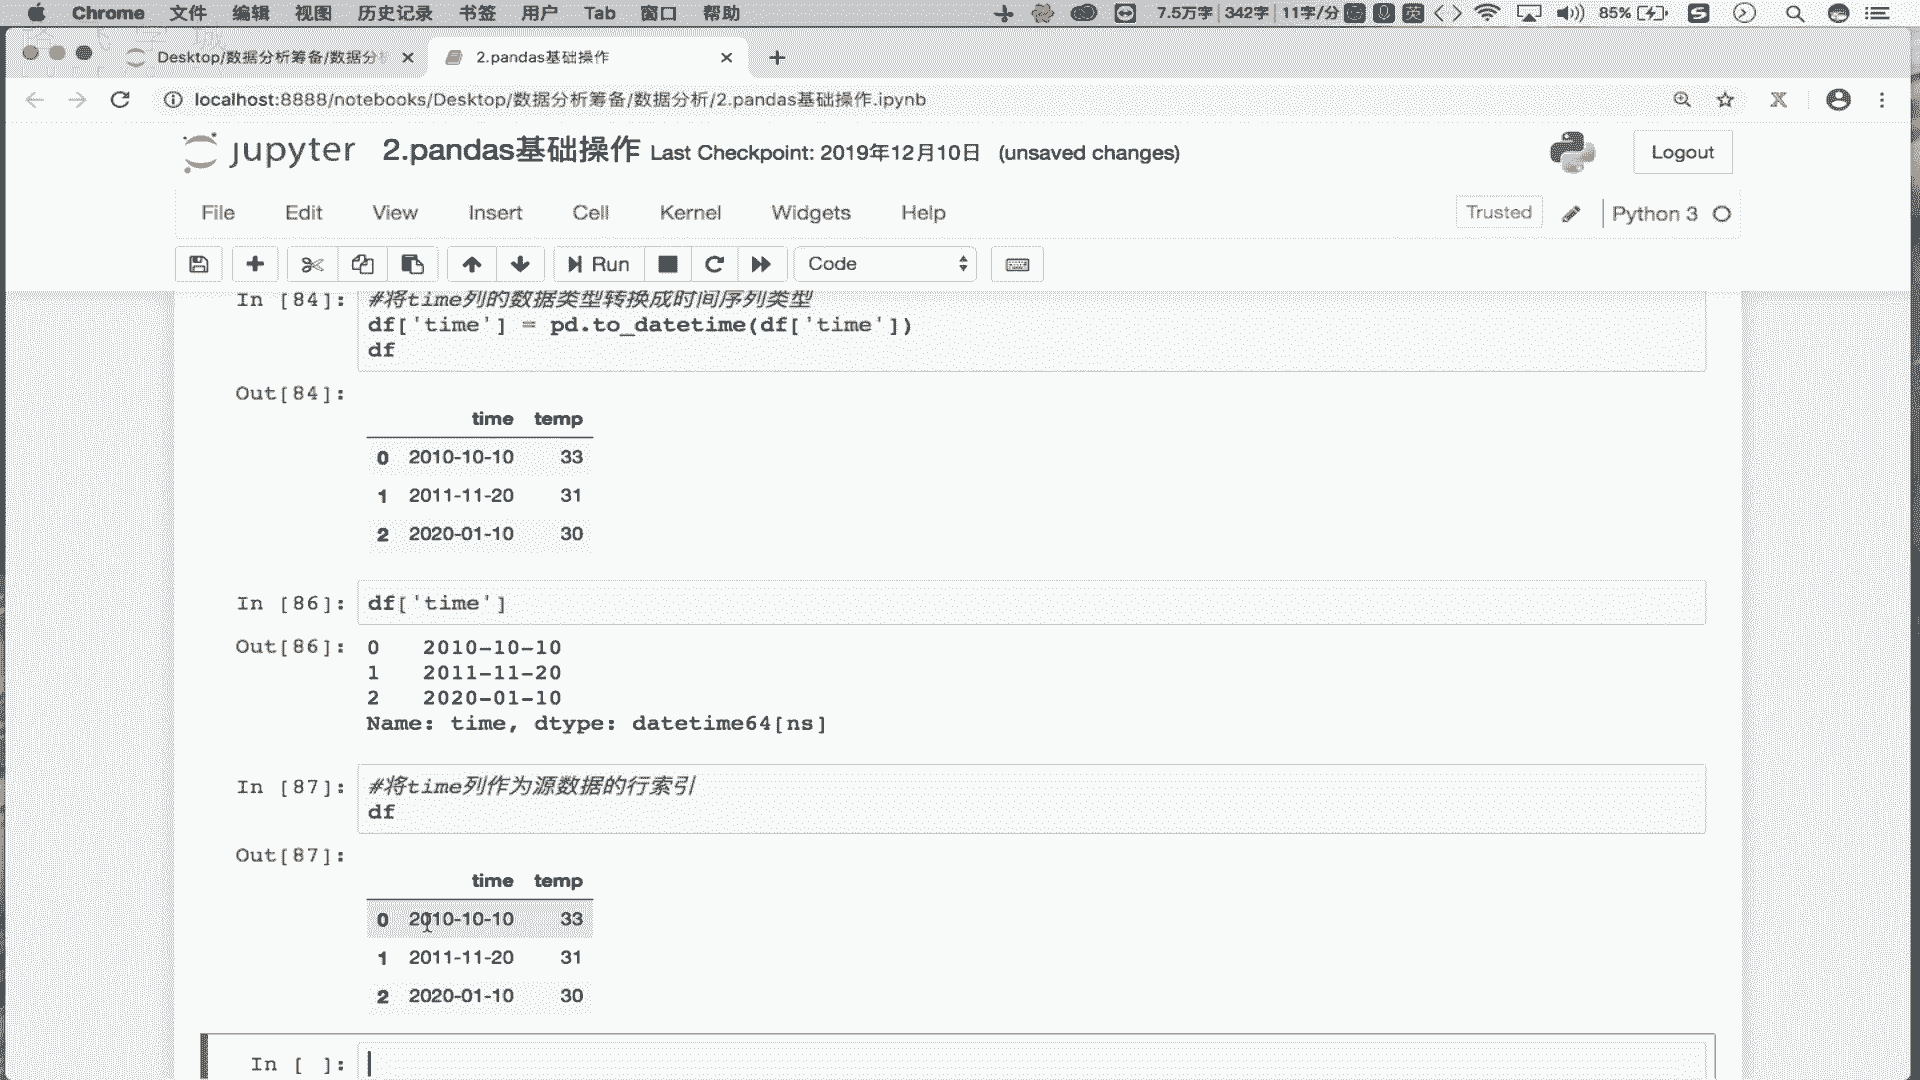 Chrome 文件 编辑 视图 历史记录 书签 用户 Tab 窗口 帮助 7.5万字 342字 11字/分 英 85%
Desktop/数据分析筹备/数据分析 2.pandas基础操作
localhost:8888/notebooks/Desktop/数据分析筹备/数据分析/2.pandas基础操作.ipynb
jupyter 2.pandas基础操作 Last Checkpoint: 2019年12月10日 (unsaved changes) Logout
File Edit View Insert Cell Kernel Widgets Help Trusted Python 3
Run Code
In [84]: #将time列的数据类型转换成时间序列类型
df['time'] = pd.to_datetime(df['time'])
df
Out[84]:
time temp
0 2010-10-10 33
1 2011-11-20 31
2 2020-01-10 30
In [86]: df['time']
Out[86]: 0 2010-10-10
1 2011-11-20
2 2020-01-10
Name: time, dtype: datetime64[ns]
In [87]: #将time列作为源数据的行索引
df
Out[87]:
time temp
0 2010-10-10 33
1 2011-11-20 31
2 2020-01-10 30
In [ ]: